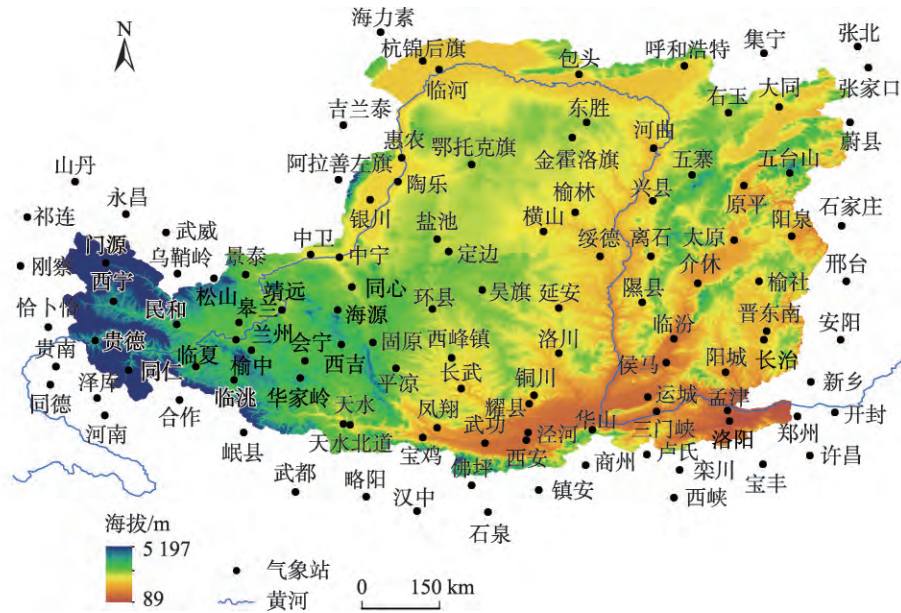 海力素
N
杭锦后旗
包头
呼和浩特
集宁
张北
临河
大同
张家口
吉兰泰
东胜
右玉
惠农
河曲
蔚县
阿拉善左旗
鄂托克旗
金霍洛旗
五寨
五台山
山丹
陶乐
榆林
兴县
原平
永昌
银川
盐池
横山
绥德
离石
太原
阳泉
石家庄
祁连
武威
门源
乌鞘岭
景泰
中卫
中宁
定边
介休
刚察
西宁
松山
靖远
同心
环县
吴旗
延安
隰县
榆社
邢台
恰卜恰
民和
皋兰
海源
临汾
晋东南
贵南
贵德
兰州
会宁
固原
西峰镇
洛川
安阳
临夏
榆中
西吉
侯马
阳城
长治
泽库
同仁
平凉
长武
铜川
同德
临洮
华家岭
新乡
合作
天水
凤翔
武功
耀县
华山
运城
孟津
河南
岷县
天水北道
宝鸡
西安
泾河
三门峡
洛阳
郑州
开封
武都
略阳
佛坪
商州
卢氏
栾川
许昌
汉中
镇安
西峡
宝丰
石泉
海拔/m
5 197
89
气象站
黄河
0 150 km